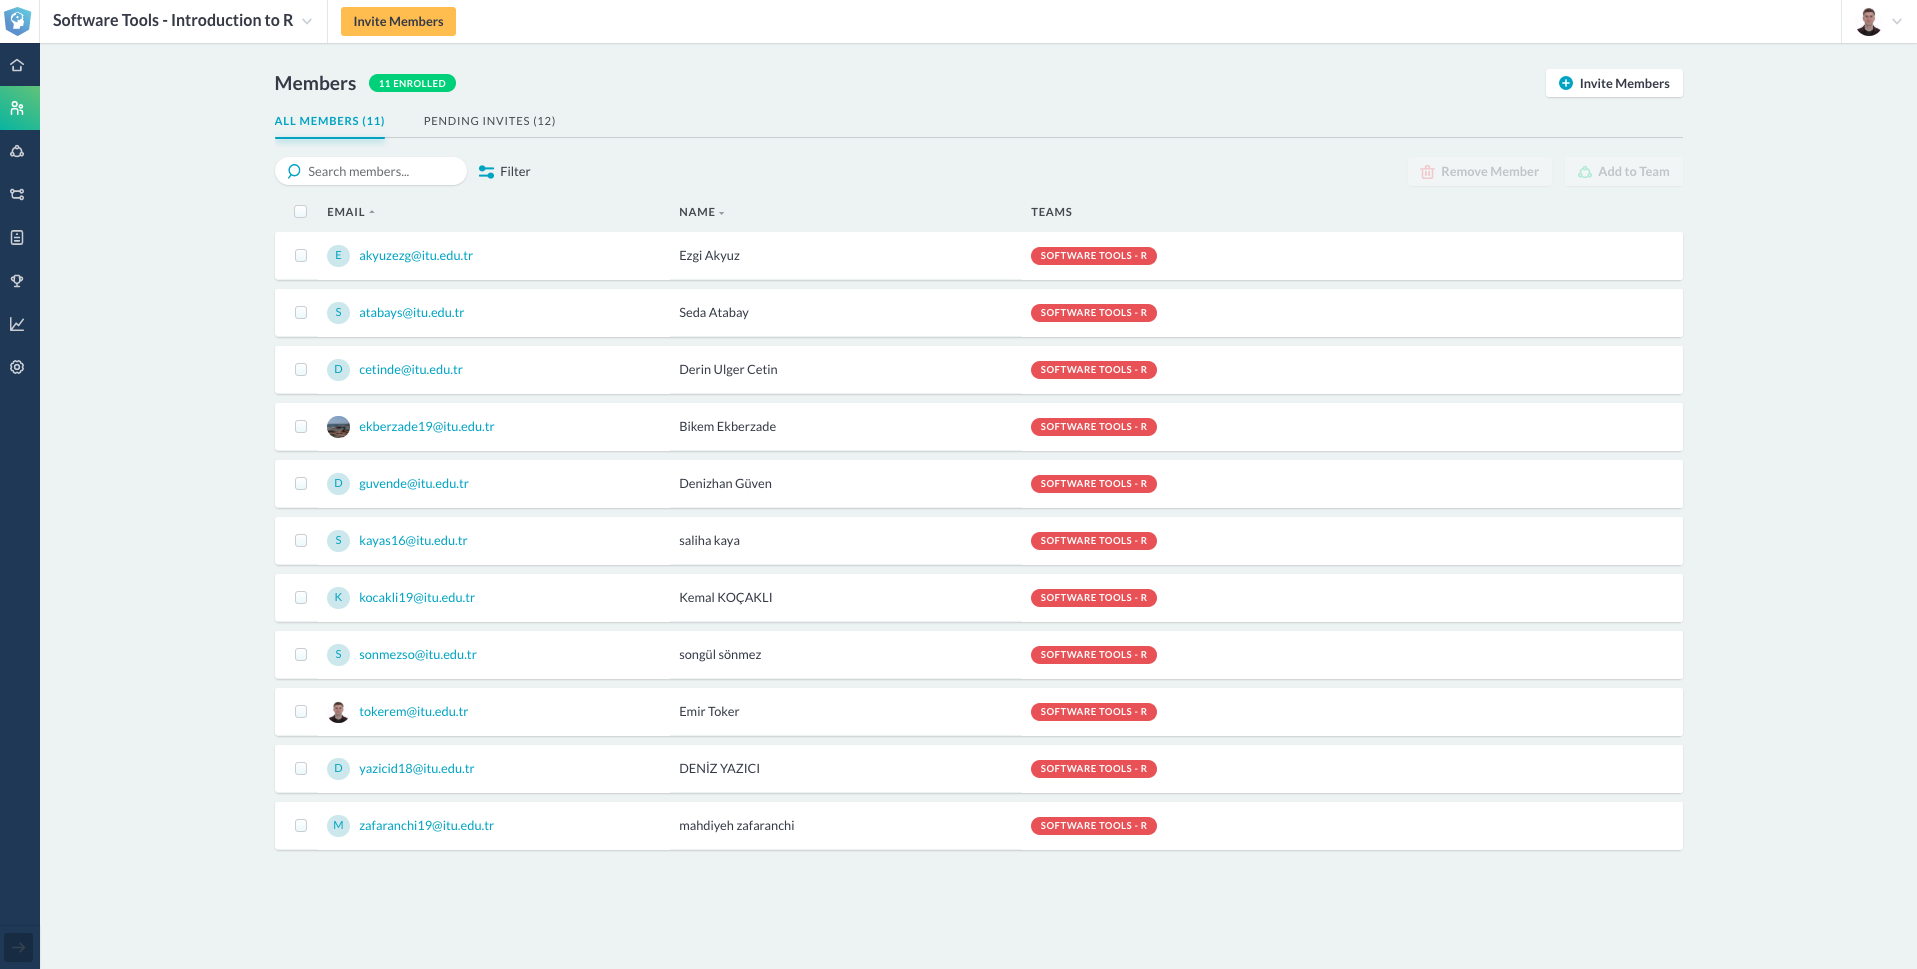 Software Tools - Introduction to R
Invite Members
Members
11 ENROLLED
Invite Members
ALL MEMBERS (11)
PENDING INVITES (12)
Search members...
Filter
Remove Member
Add to Team
EMAIL NAME TEAMS
E akyuzezg@itu.edu.tr Ezgi Akyuz SOFTWARE TOOLS - R
S atabays@itu.edu.tr Seda Atabay SOFTWARE TOOLS - R
D cetinde@itu.edu.tr Derin Ulger Cetin SOFTWARE TOOLS - R
ekberzade19@itu.edu.tr Bikem Ekberzade SOFTWARE TOOLS - R
D guvende@itu.edu.tr Denizhan Güven SOFTWARE TOOLS - R
S kayas16@itu.edu.tr saliha kaya SOFTWARE TOOLS - R
K kocakli19@itu.edu.tr Kemal KOÇAKLI SOFTWARE TOOLS - R
S sonmezso@itu.edu.tr songül sönmez SOFTWARE TOOLS - R
tokerem@itu.edu.tr Emir Toker SOFTWARE TOOLS - R
D yazicid18@itu.edu.tr DENİZ YAZICI SOFTWARE TOOLS - R
M zafaranchi19@itu.edu.tr mahdiyeh zafaranchi SOFTWARE TOOLS - R